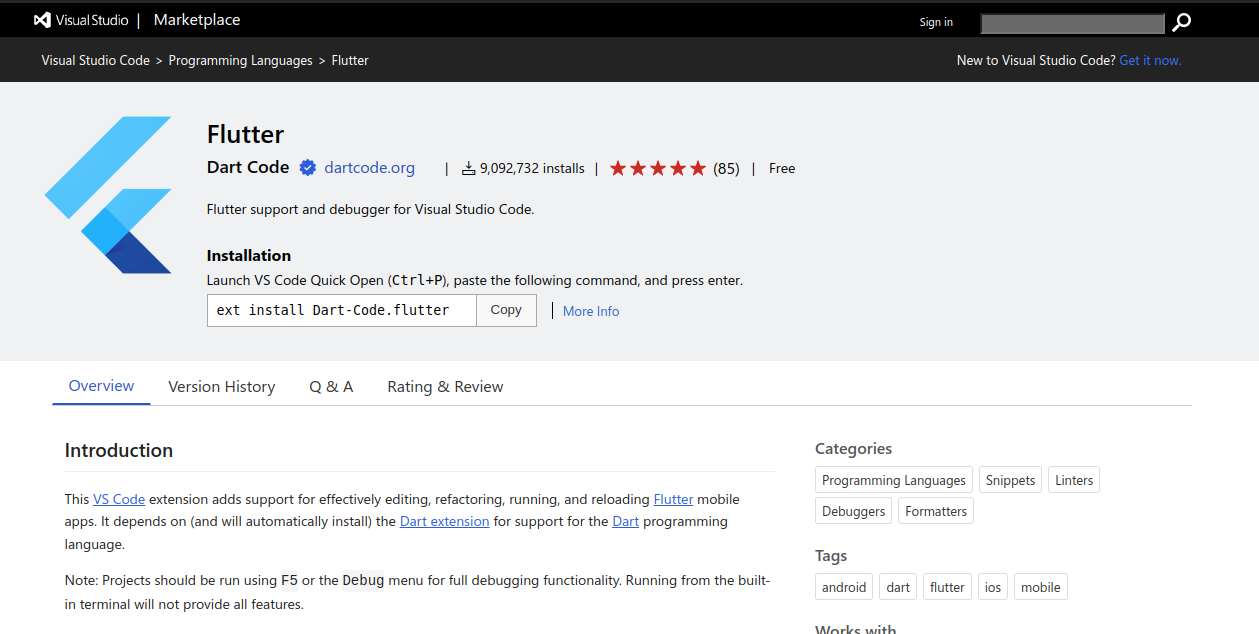 Visual Studio | Marketplace
Sign in
Visual Studio Code > Programming Languages > Flutter
New to Visual Studio Code? Get it now.
Flutter
Dart Code dartcode.org | 9,092,732 installs | (85) | Free
Flutter support and debugger for Visual Studio Code.
Installation
Launch VS Code Quick Open (Ctrl+P), paste the following command, and press enter.
ext install Dart-Code.flutter
Copy
| More Info
Overview
Version History
Q & A
Rating & Review
Introduction
This VS Code extension adds support for effectively editing, refactoring, running, and reloading Flutter mobile
apps. It depends on (and will automatically install) the Dart extension for support for the Dart programming
language.
Note: Projects should be run using F5 or the Debug menu for full debugging functionality. Running from the built-
in terminal will not provide all features.
Categories
Programming Languages
Snippets
Linters
Debuggers
Formatters
Tags
android
dart
flutter
ios
mobile
Works with